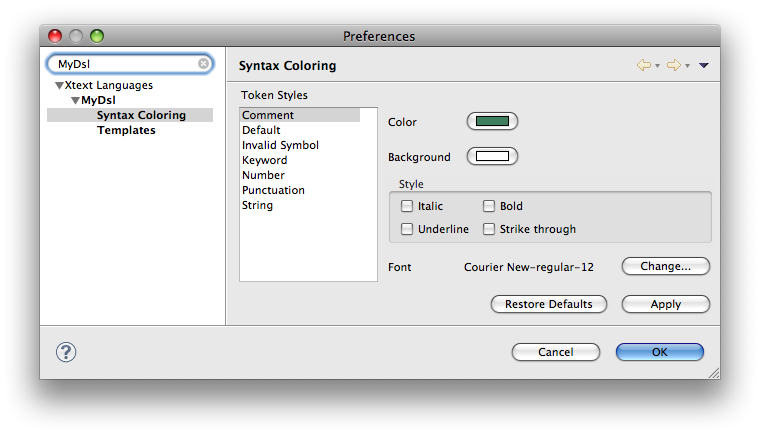 Preferences
MyDsl
Syntax Coloring
Xtext Languages
MyDsl
Syntax Coloring
Templates
Token Styles
Comment
Default
Invalid Symbol
Keyword
Number
Punctuation
String
Color
Background
Style
Italic
Bold
Underline
Strike through
Font
Courier New-regular-12
Change...
Restore Defaults
Apply
?
Cancel
OK